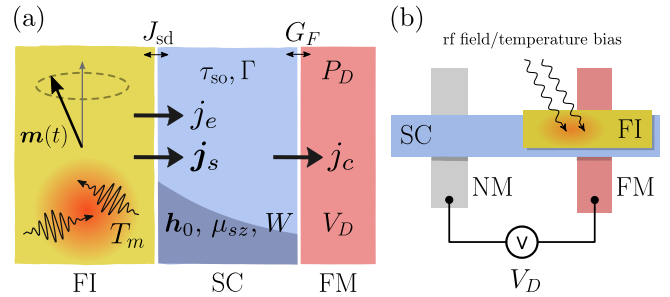 (a)
J_sd
G_F
τ_so, Γ
P_D
m(t)
j_e
j_s
j_c
T_m
h_0, μ_sz, W
V_D
FI
SC
FM
(b)
rf field/temperature bias
SC
FI
NM
FM
V
V_D